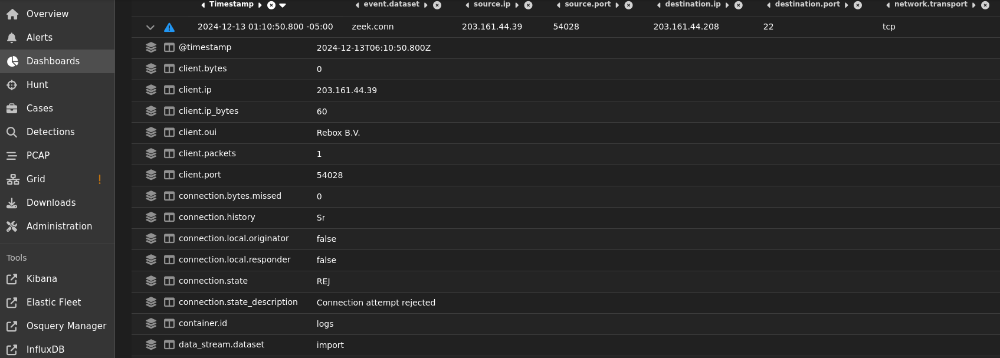 Overview
Alerts
Dashboards
Hunt
Cases
Detections
PCAP
Grid !
Downloads
Administration
Tools
Kibana
Elastic Fleet
Osquery Manager
InfluxDB
Timestamp event.dataset source.ip source.port destination.ip destination.port network.transport
2024-12-13 01:10:50.800 -05:00 zeek.conn 203.161.44.39 54028 203.161.44.208 22 tcp
@timestamp 2024-12-13T06:10:50.800Z
client.bytes 0
client.ip 203.161.44.39
client.ip_bytes 60
client.oui Rebox B.V.
client.packets 1
client.port 54028
connection.bytes.missed 0
connection.history Sr
connection.local.originator false
connection.local.responder false
connection.state REJ
connection.state_description Connection attempt rejected
container.id logs
data_stream.dataset import